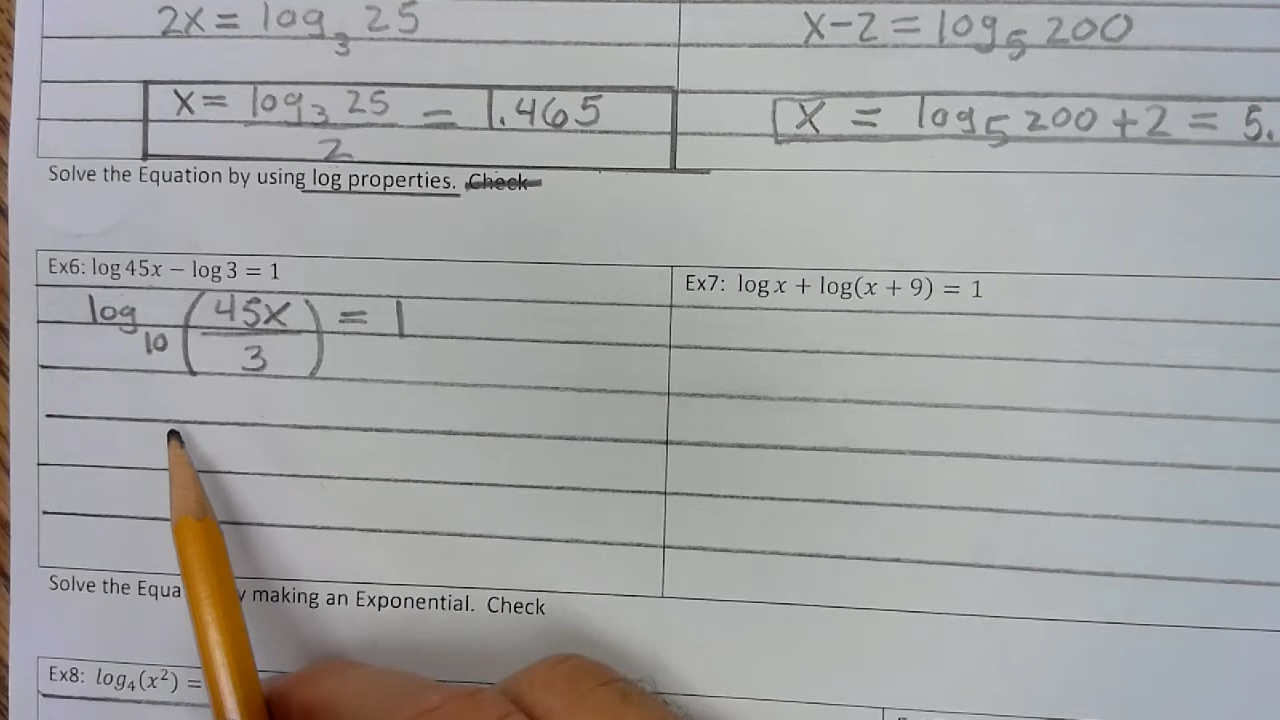 2x = log₃ 25
x = log₃ 25 / 2 = 1.465
x-2 = log₅ 200
x = log₅ 200 + 2 = 5.
Solve the Equation by using log properties. Check
Ex6: log 45x − log 3 = 1
log₁₀ (45x / 3) = 1
Ex7: log x + log(x + 9) = 1
Solve the Equa y making an Exponential. Check
Ex8: log₄(x²) =